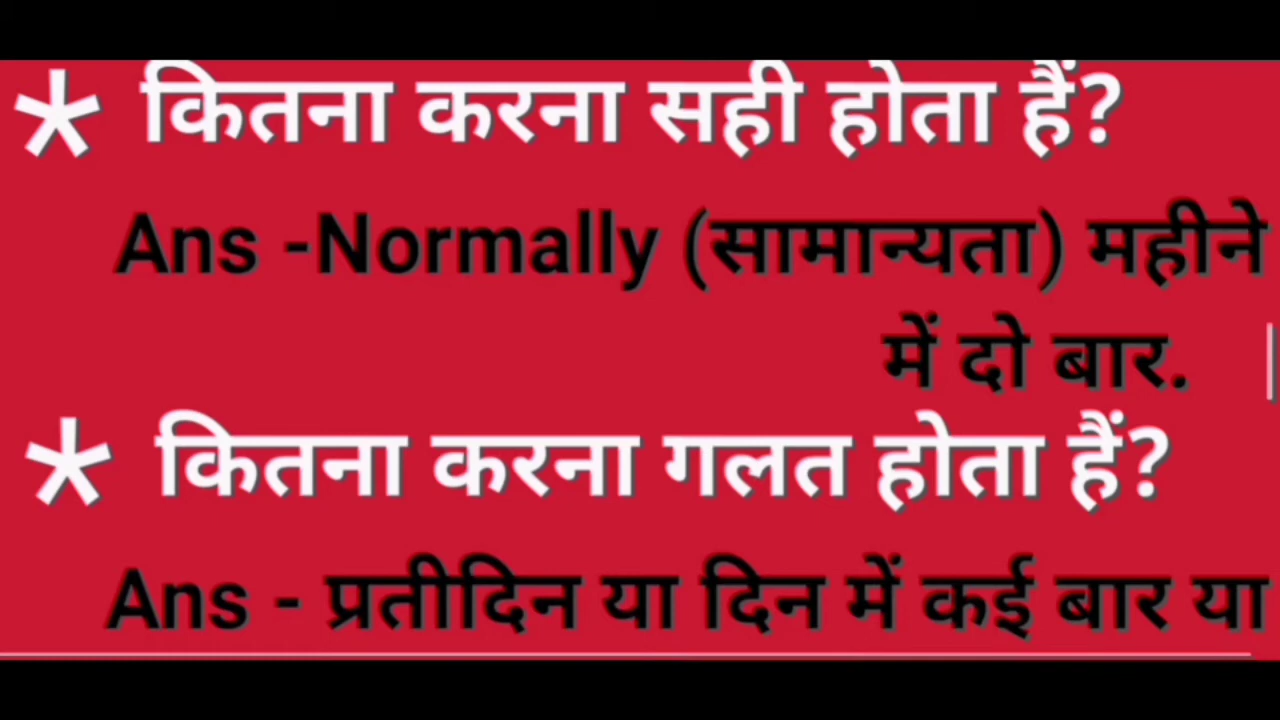 * कितना करना सही होता हैं?
Ans -Normally (सामान्यता) महीने
में दो बार.
* कितना करना गलत होता हैं?
Ans - प्रतीदिन या दिन में कई बार या